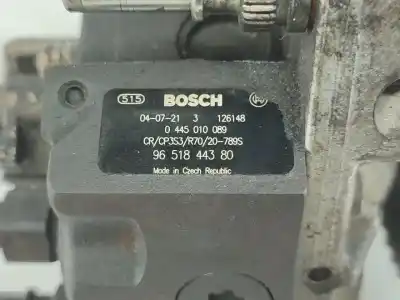 515 BOSCH
04-07-21 3 126148
0 445 010 089
CR/CP3S3/R70/20-789S
96 518 443 80
Made in Czech Republic